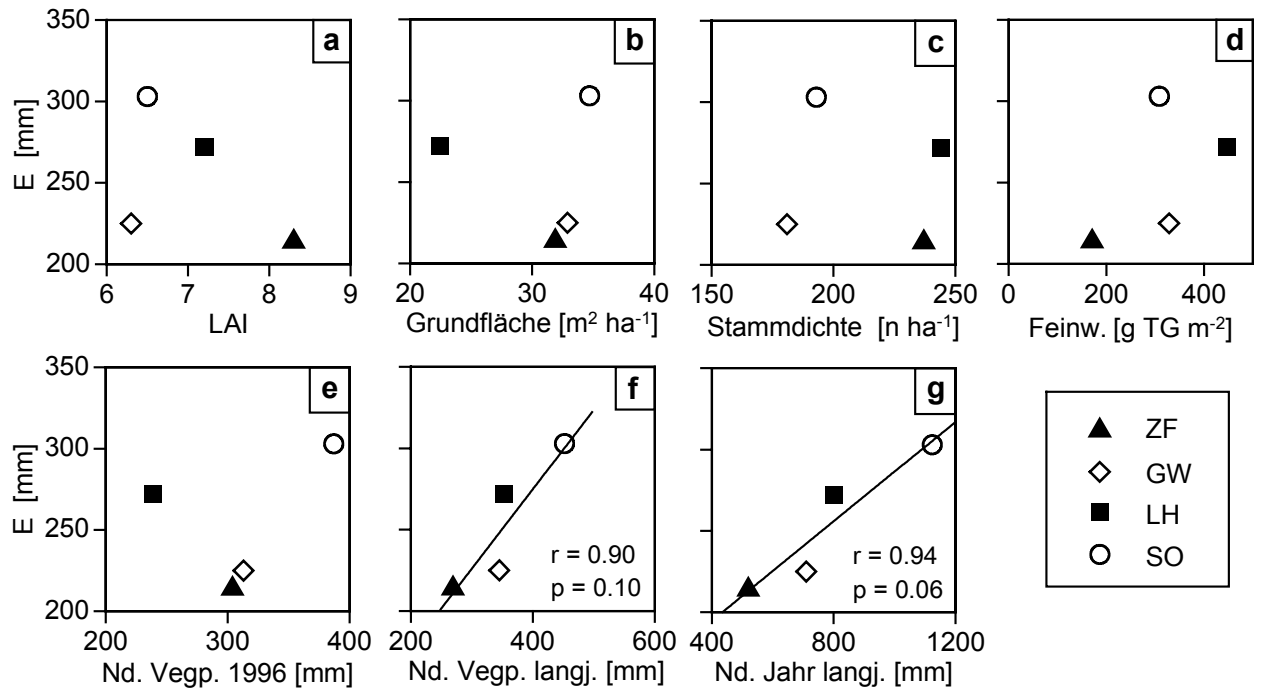 350
300
250
200
E [mm]
a
6 7 8 9
LAI
b
20 30 40
Grundfläche [m² ha⁻¹]
c
150 200 250
Stammdichte [n ha⁻¹]
d
0 200 400
Feinw. [g TG m⁻²]
350
300
250
200
E [mm]
e
200 300 400
Nd. Vegp. 1996 [mm]
f
r = 0.90
p = 0.10
200 400 600
Nd. Vegp. langj. [mm]
g
r = 0.94
p = 0.06
400 800 1200
Nd. Jahr langj. [mm]
ZF
GW
LH
SO